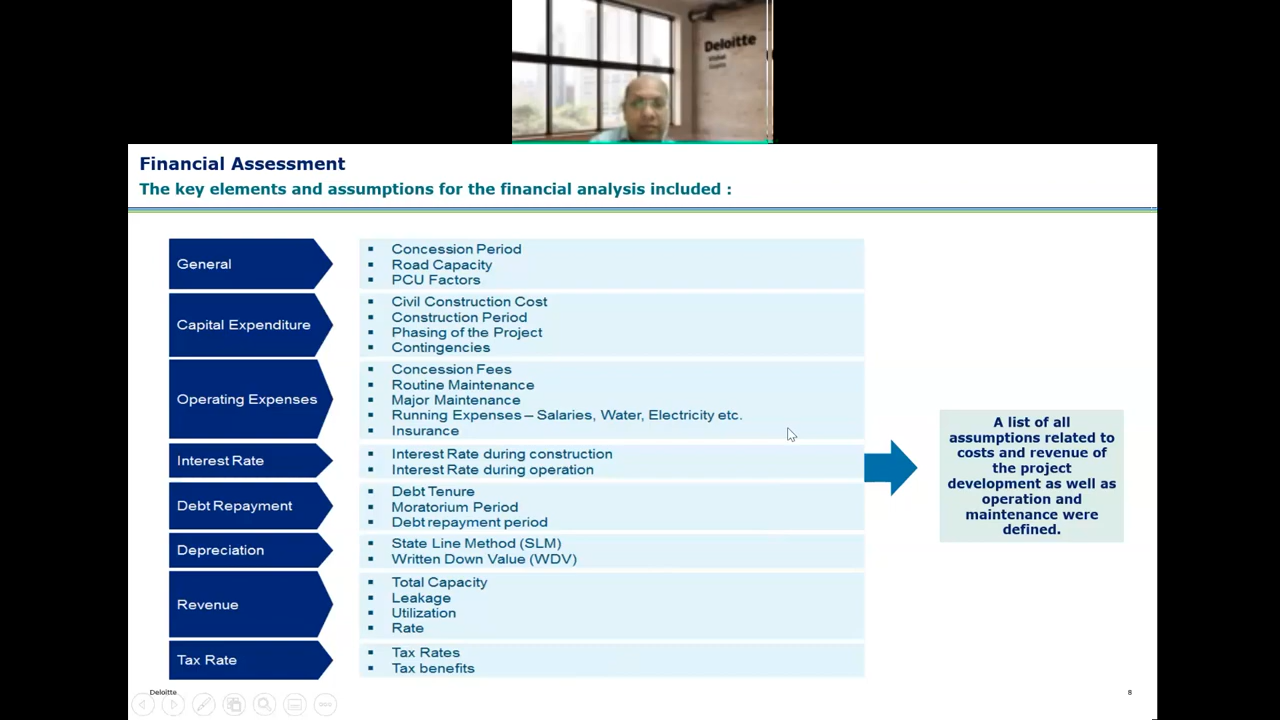 Deloitte
Financial Assessment
The key elements and assumptions for the financial analysis included :
General
▪ Concession Period
▪ Road Capacity
▪ PCU Factors
Capital Expenditure
▪ Civil Construction Cost
▪ Construction Period
▪ Phasing of the Project
▪ Contingencies
Operating Expenses
▪ Concession Fees
▪ Routine Maintenance
▪ Major Maintenance
▪ Running Expenses – Salaries, Water, Electricity etc.
▪ Insurance
Interest Rate
▪ Interest Rate during construction
▪ Interest Rate during operation
Debt Repayment
▪ Debt Tenure
▪ Moratorium Period
▪ Debt repayment period
Depreciation
▪ State Line Method (SLM)
▪ Written Down Value (WDV)
Revenue
▪ Total Capacity
▪ Leakage
▪ Utilization
▪ Rate
Tax Rate
▪ Tax Rates
▪ Tax benefits
A list of all
assumptions related to
costs and revenue of
the project
development as well as
operation and
maintenance were
defined.
Deloitte
8